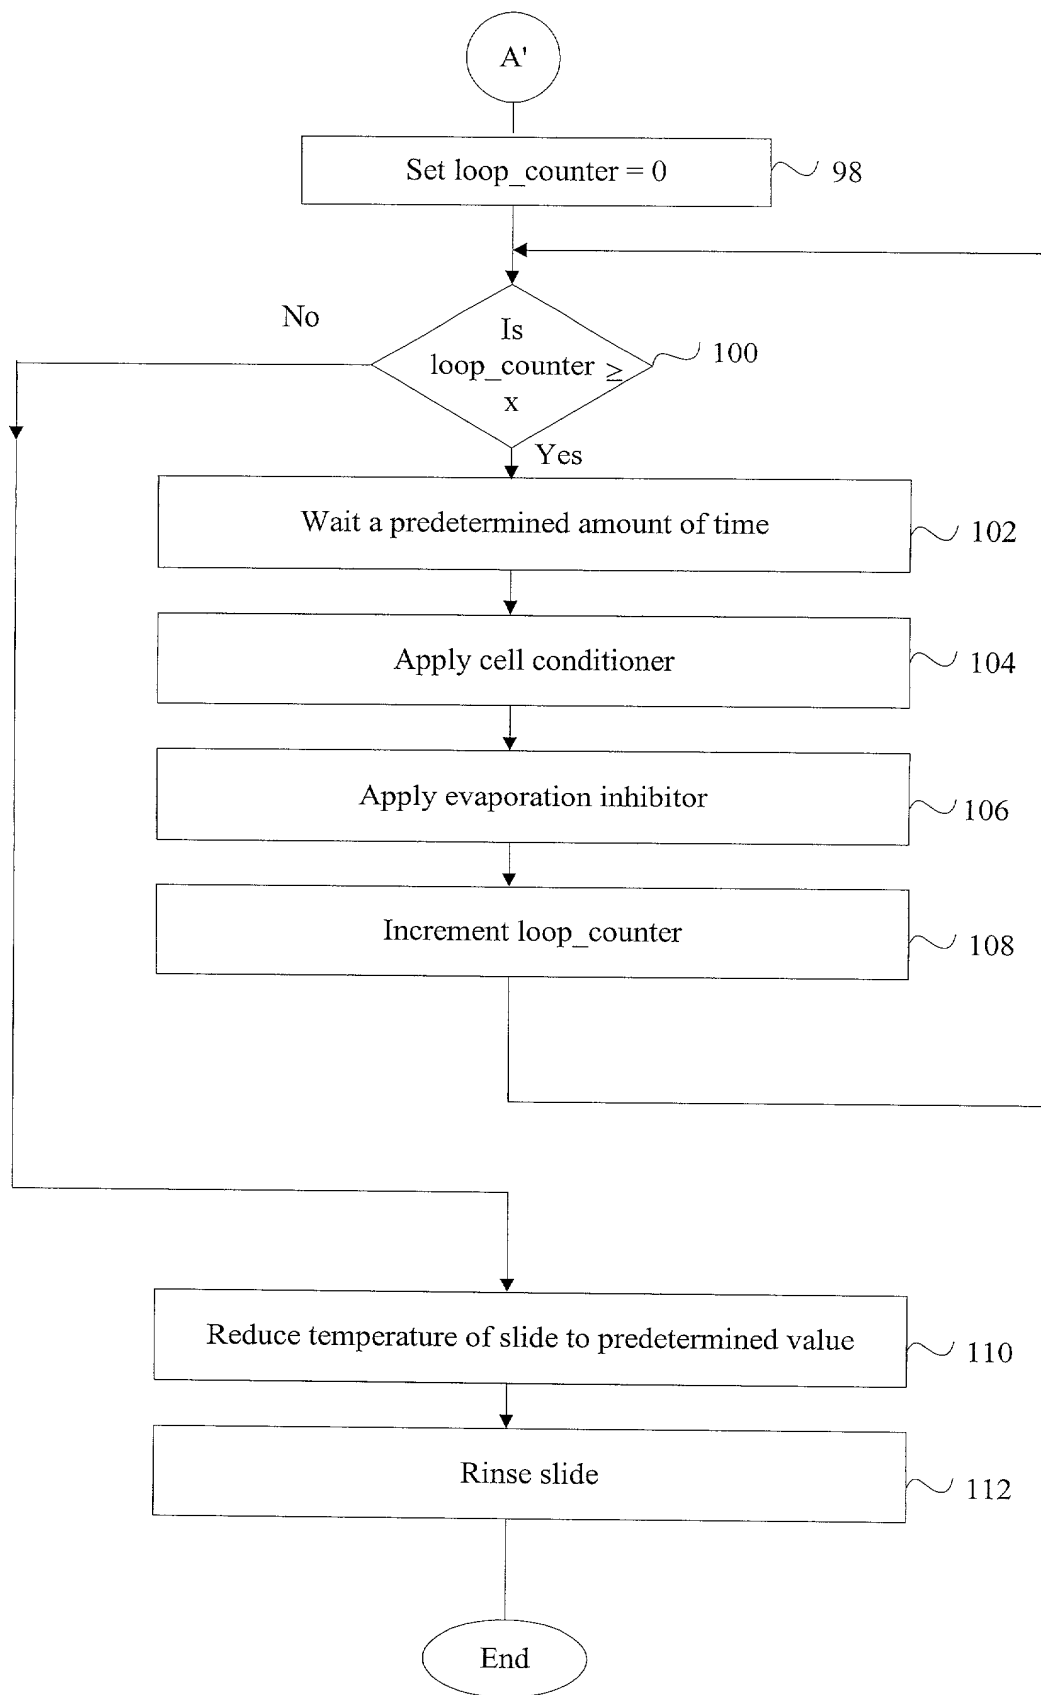 A'
Set loop_counter = 0
98
No
Is
loop_counter ≥
x
100
Yes
Wait a predetermined amount of time
102
Apply cell conditioner
104
Apply evaporation inhibitor
106
Increment loop_counter
108
Reduce temperature of slide to predetermined value
110
Rinse slide
112
End